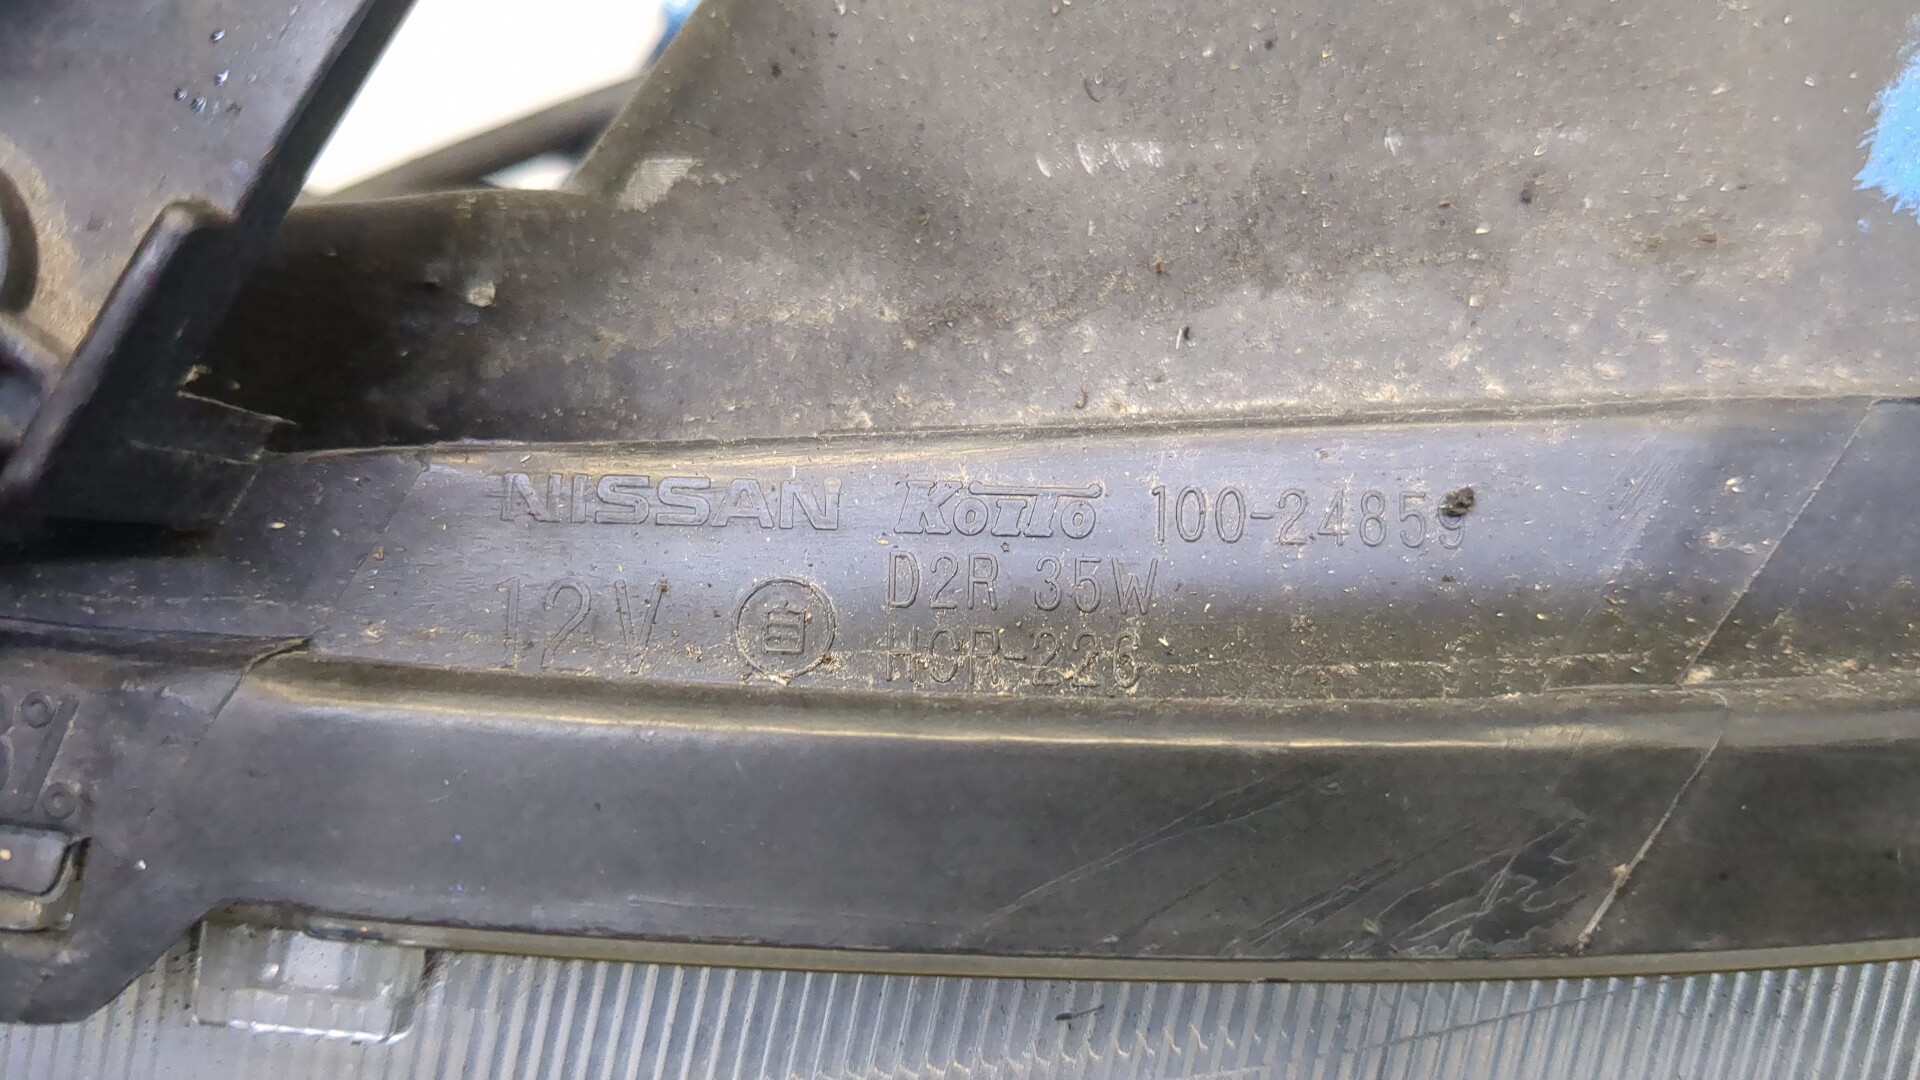 NISSAN KOITO 100-24859
D2R 35W
12V 自
HCR-226